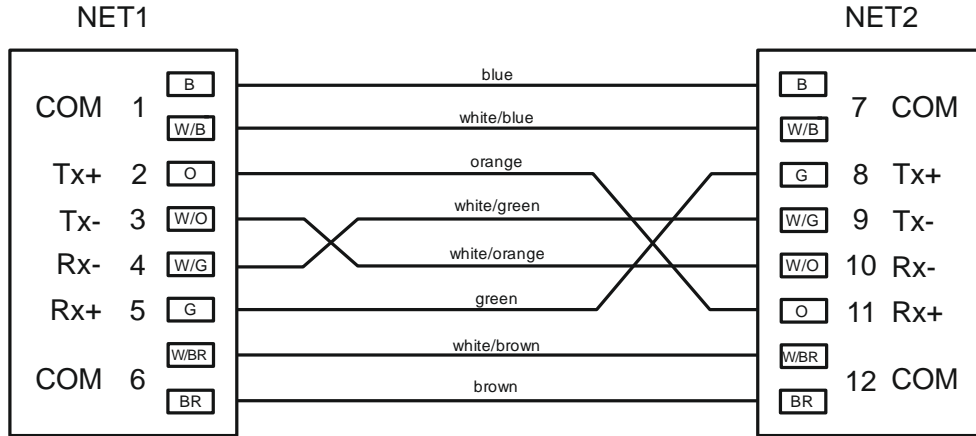 NET1
NET2
B
blue
B
COM 1
7 COM
W/B
white/blue
W/B
Tx+ 2
O
orange
G
8 Tx+
Tx- 3
W/O
white/green
W/G
9 Tx-
Rx- 4
W/G
white/orange
W/O
10 Rx-
Rx+ 5
G
green
O
11 Rx+
W/BR
white/brown
W/BR
COM 6
12 COM
BR
brown
BR